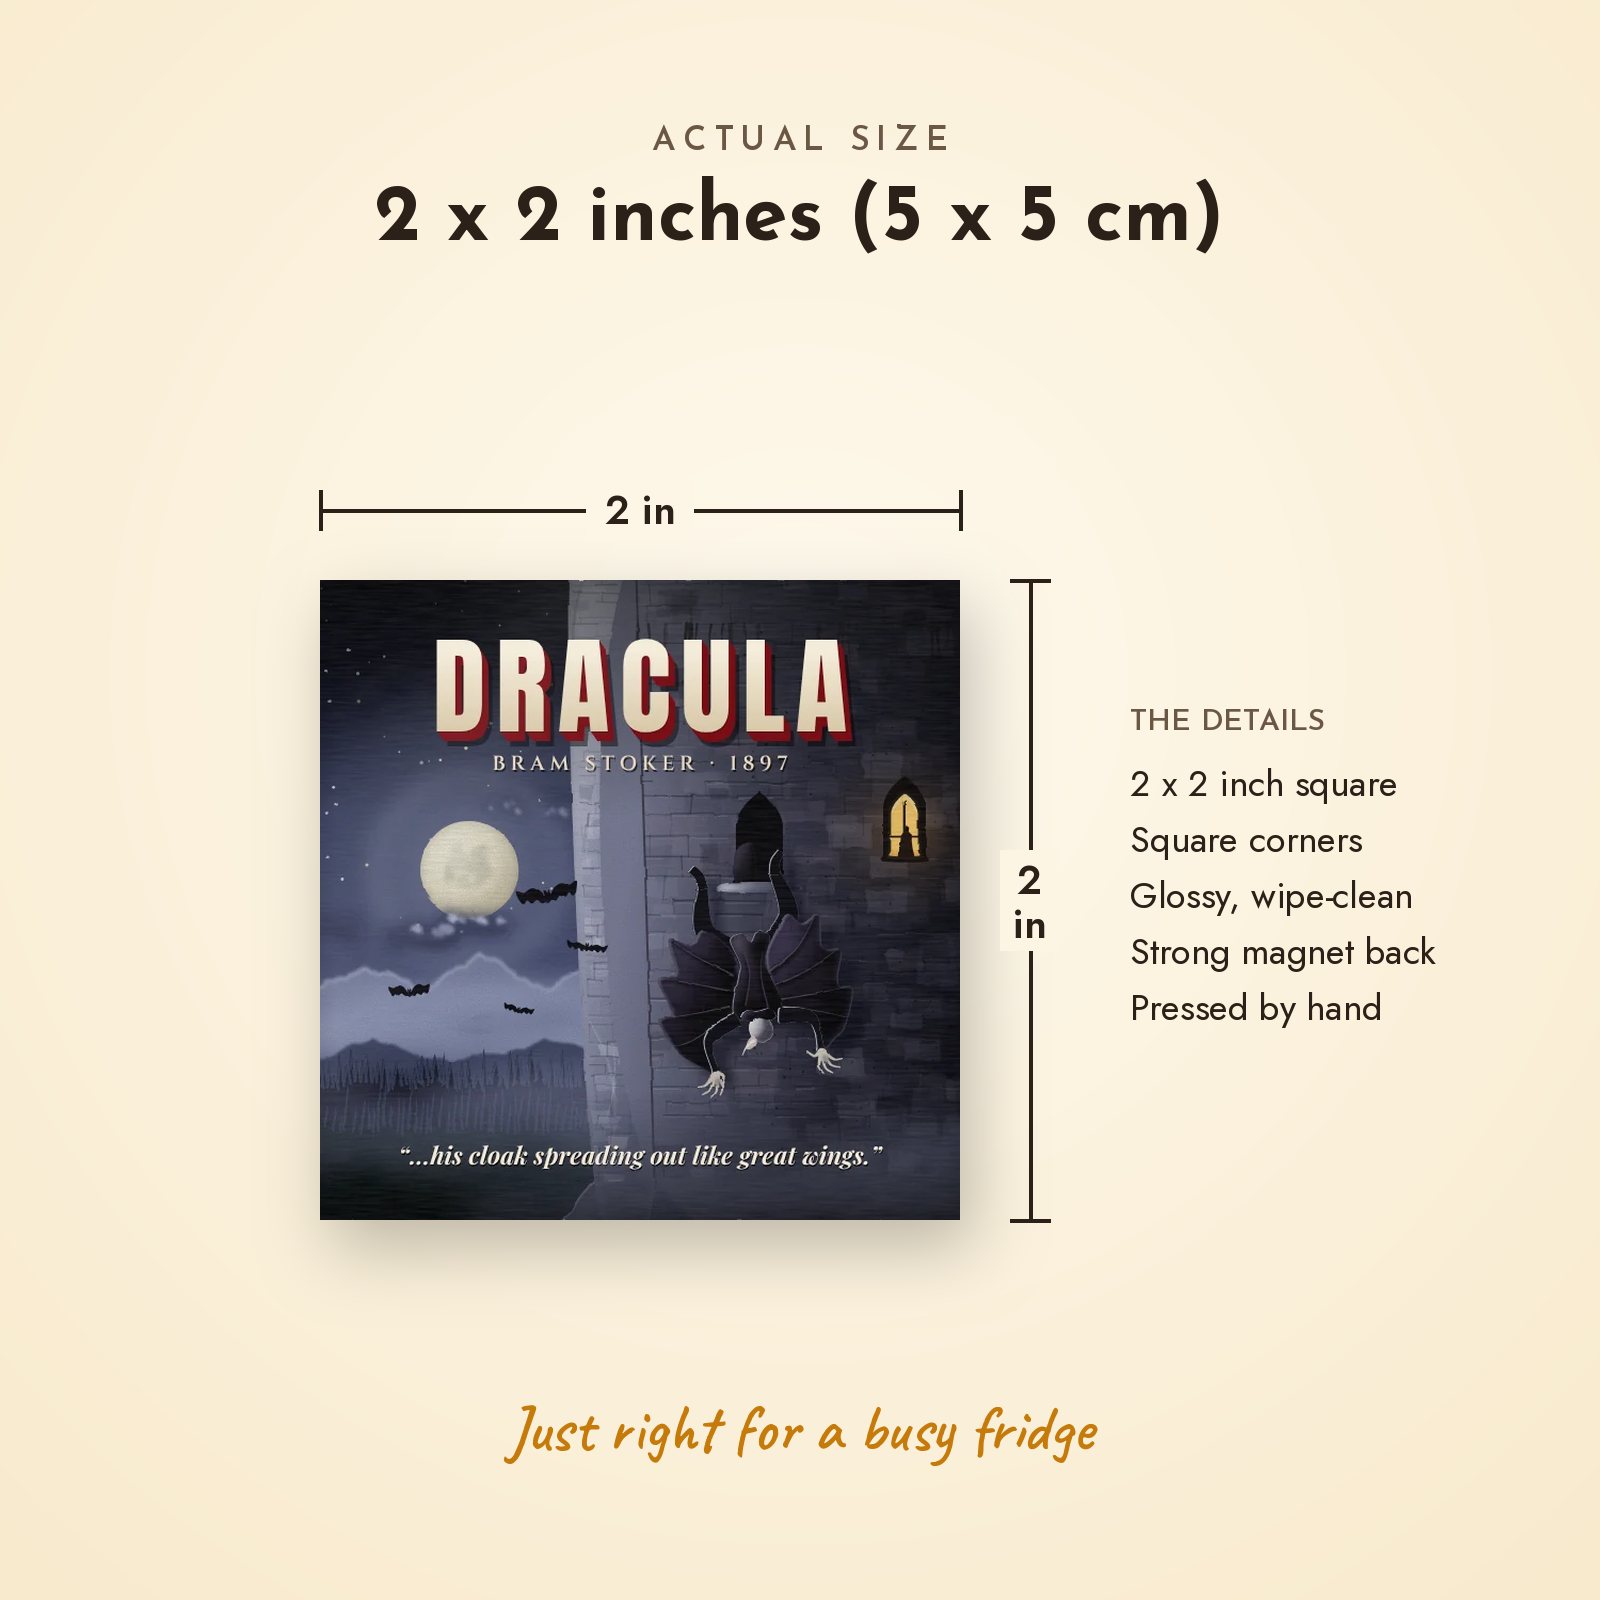 ACTUAL SIZE
2 x 2 inches (5 x 5 cm)
2 in
DRACULA
BRAM STOKER · 1897
“...his cloak spreading out like great wings.”
2
in
THE DETAILS
2 x 2 inch square
Square corners
Glossy, wipe-clean
Strong magnet back
Pressed by hand
Just right for a busy fridge